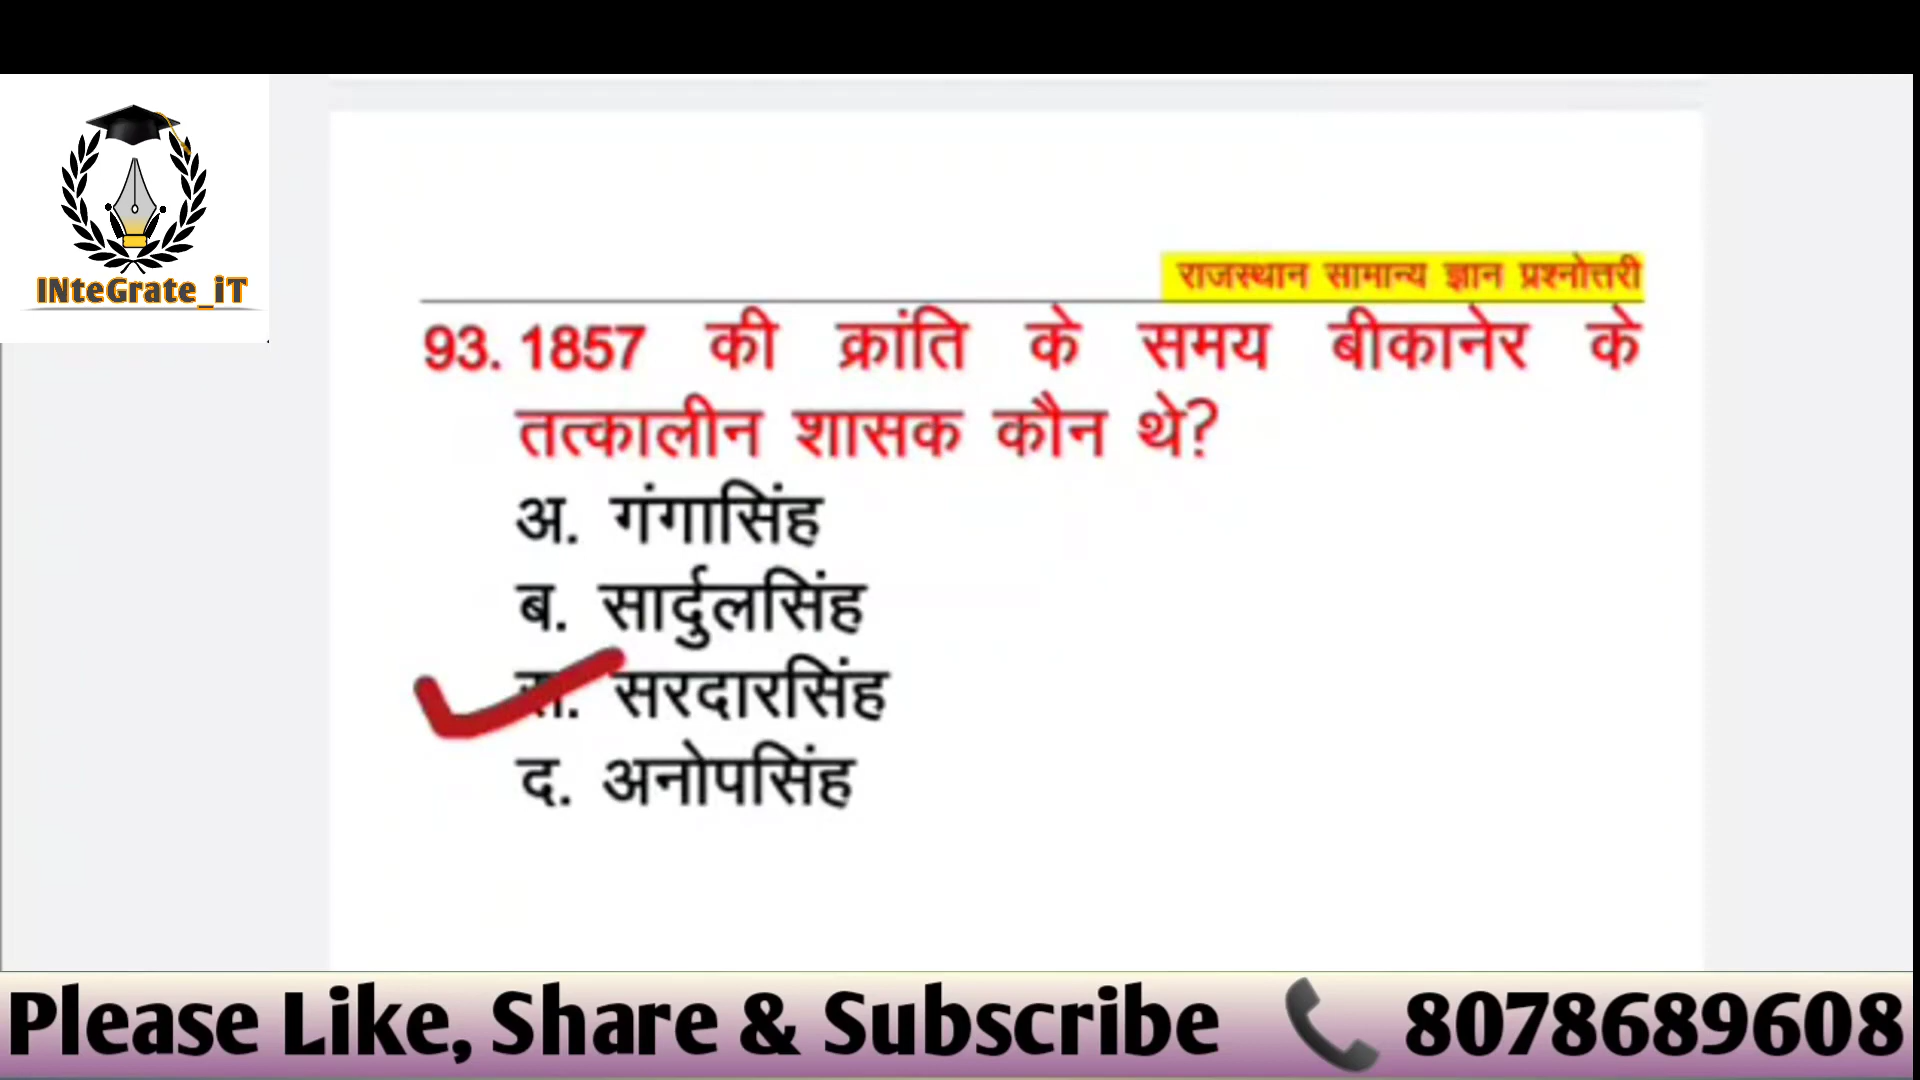 INteGrate_iT
राजस्थान सामान्य ज्ञान प्रश्नोत्तरी
93. 1857 की क्रांति के समय बीकानेर के
तत्कालीन शासक कौन थे?
अ. गंगासिंह
ब. सार्दुलसिंह
स. सरदारसिंह
द. अनोपसिंह
Please Like, Share & Subscribe 8078689608